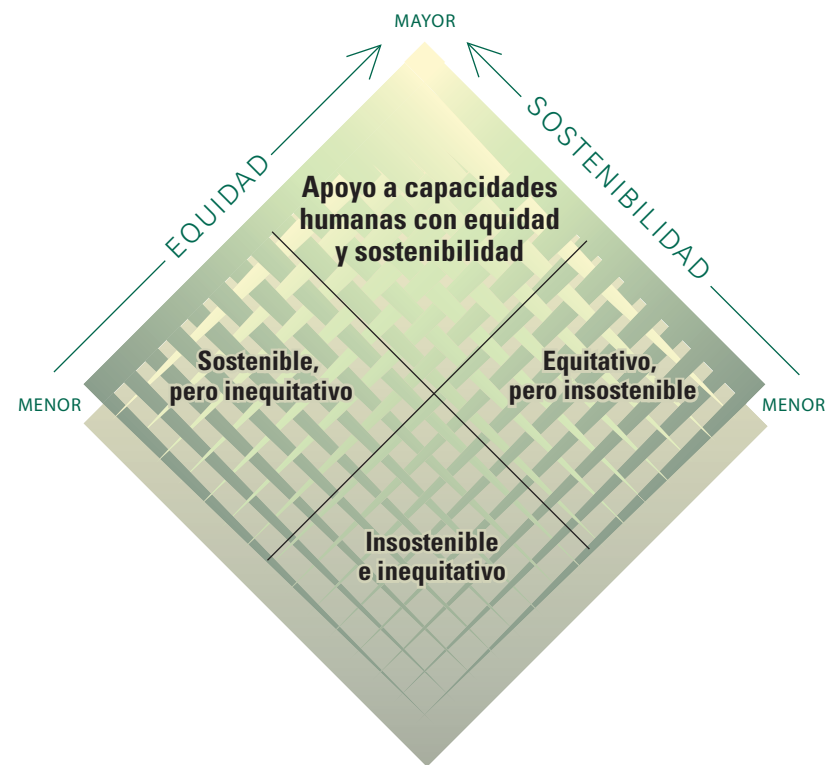 MAYOR
EQUIDAD
SOSTENIBILIDAD
Apoyo a capacidades
humanas con equidad
y sostenibilidad
Sostenible,
pero inequitativo
Equitativo,
pero insostenible
MENOR
MENOR
Insostenible
e inequitativo